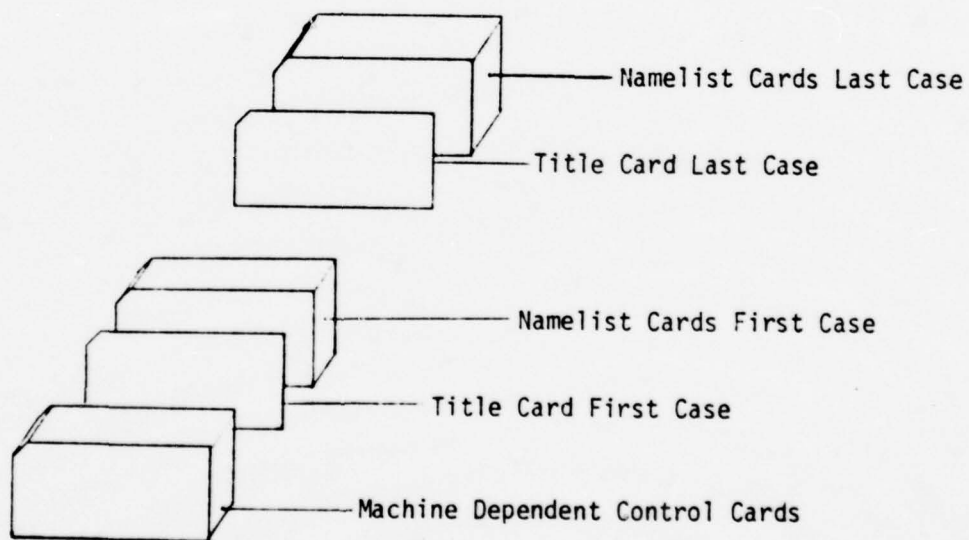 Namelist Cards Last Case
Title Card Last Case
Namelist Cards First Case
Title Card First Case
Machine Dependent Control Cards